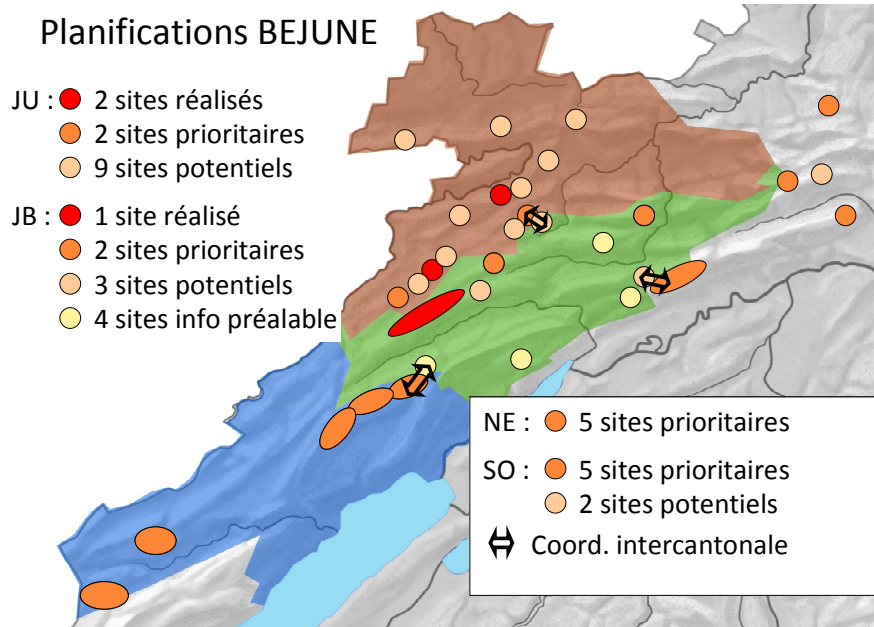 Planifications BEJUNE
JU : 2 sites réalisés
2 sites prioritaires
9 sites potentiels
JB : 1 site réalisé
2 sites prioritaires
3 sites potentiels
4 sites info préalable
NE : 5 sites prioritaires
SO : 5 sites prioritaires
2 sites potentiels
Coord. intercantonale